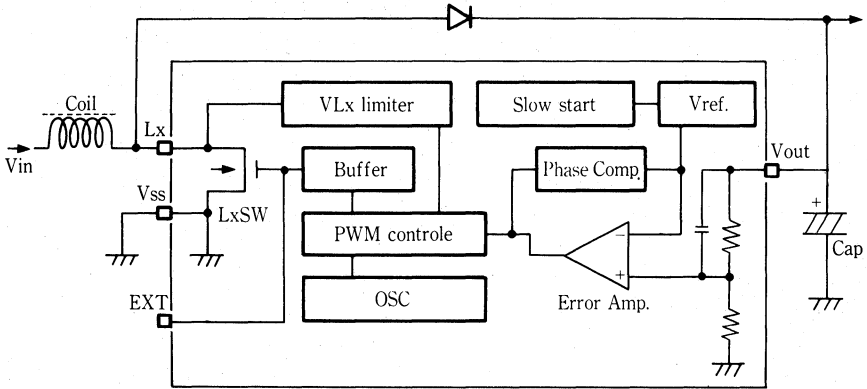 Coil
Vin
Lx
VLx limiter
Slow start
Vref.
Vout
Buffer
Phase Comp.
Vss
LxSW
PWM controle
−
+
Error Amp.
+
Cap
EXT
OSC